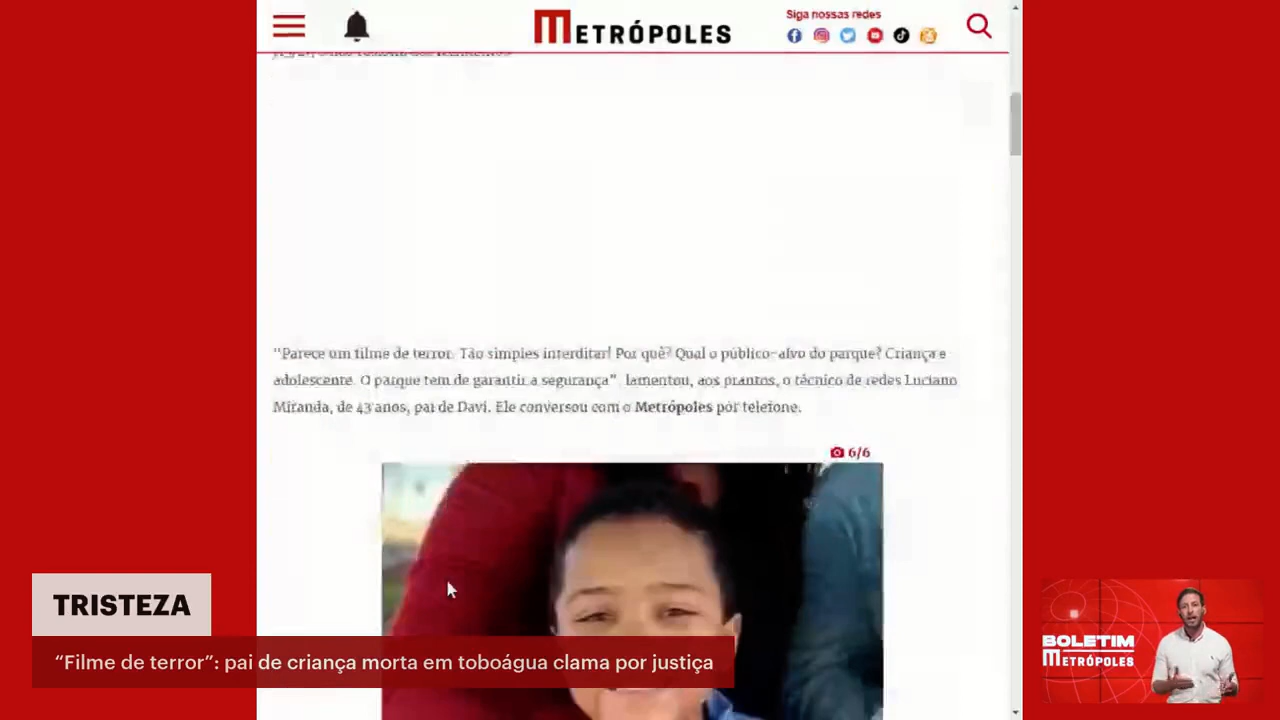 Siga nossas redes
METRÓPOLES
"Parece um filme de terror. Tão simples interditar! Por quê? Qual o público-alvo do parque? Criança e
adolescente. O parque tem de garantir a segurança", lamentou, aos prantos, o técnico de redes Luciano
Miranda, de 43 anos, pai de Davi. Ele conversou com o Metrópoles por telefone.
6/6
TRISTEZA
“Filme de terror”: pai de criança morta em toboágua clama por justiça
BOLETIM
METRÓPOLES